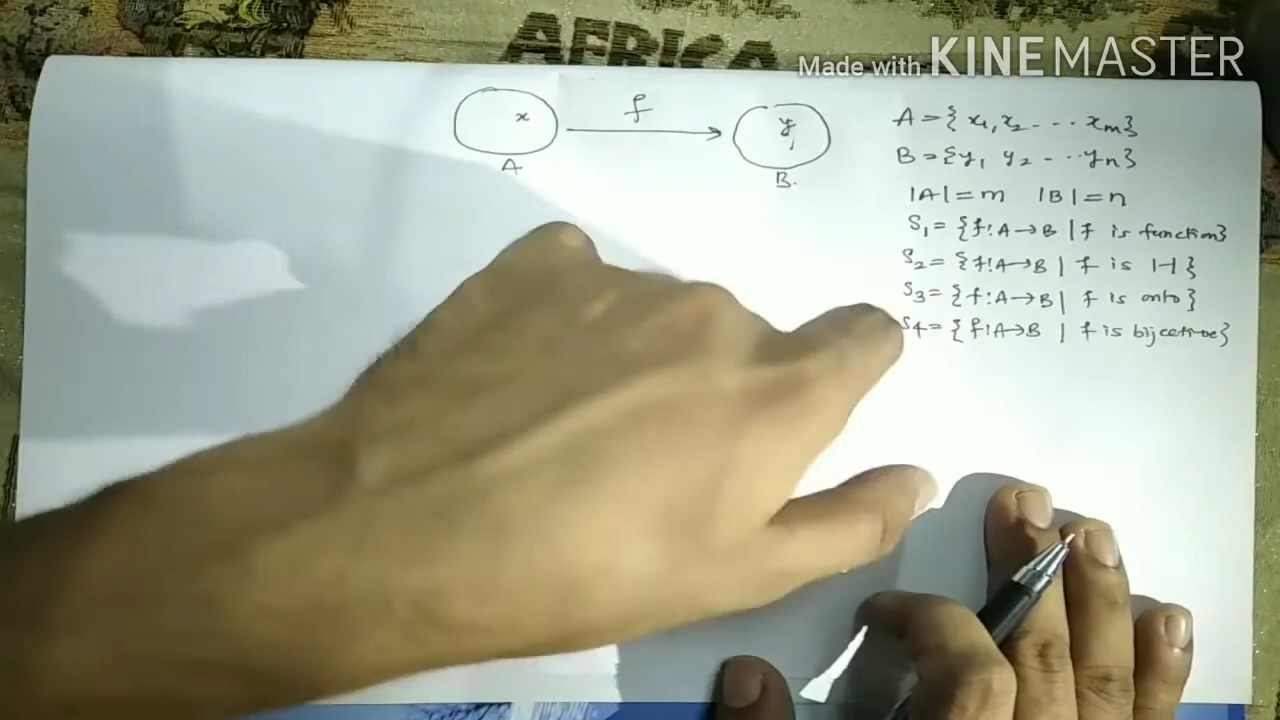 AFRICA
Made with KINEMASTER
x f y
A B.
A = { x1, x2 - - - xm}
B = {y1 y2 - - - yn}
|A| = m |B| = n
S1 = {f: A → B | f is function}
S2 = {f: A → B | f is 1-1}
S3 = {f: A → B | f is onto}
S4 = {f: A → B | f is bijective}